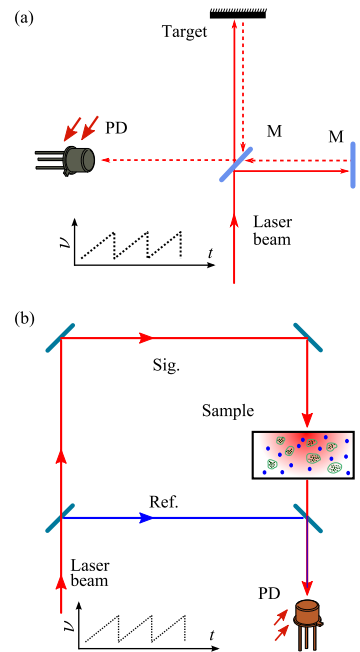 (a)
Target
PD
M
M
Laser
beam
ν
t
(b)
Sig.
Sample
Ref.
Laser
beam
PD
ν
t